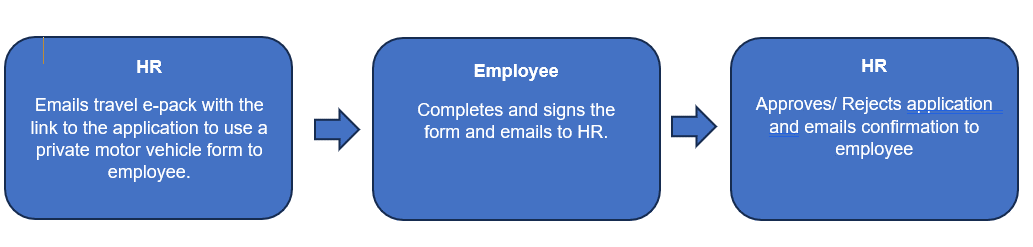 HR
Emails travel e-pack with the
link to the application to use a
private motor vehicle form to
employee.
Employee
Completes and signs the
form and emails to HR.
HR
Approves/ Rejects application
and emails confirmation to
employee